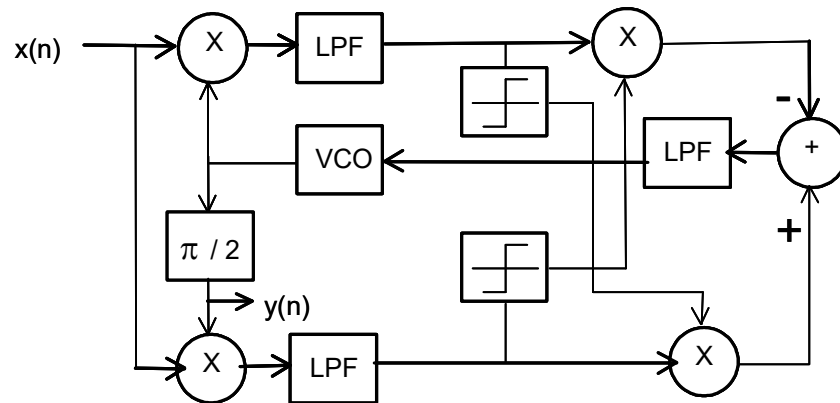 x(n)
X
LPF
X
-
VCO
LPF
+
π / 2
+
y(n)
X
LPF
X